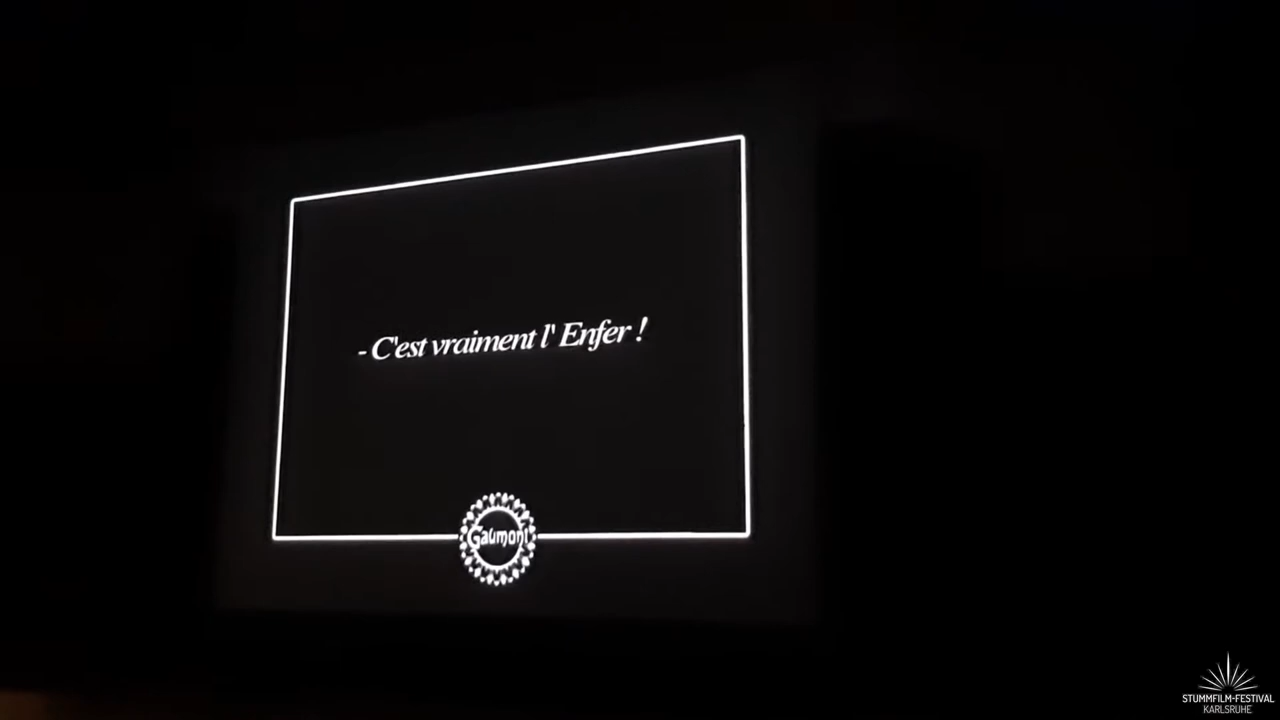 - C'est vraiment l' Enfer !
Gaumont
STUMMFILM-FESTIVAL
KARLSRUHE